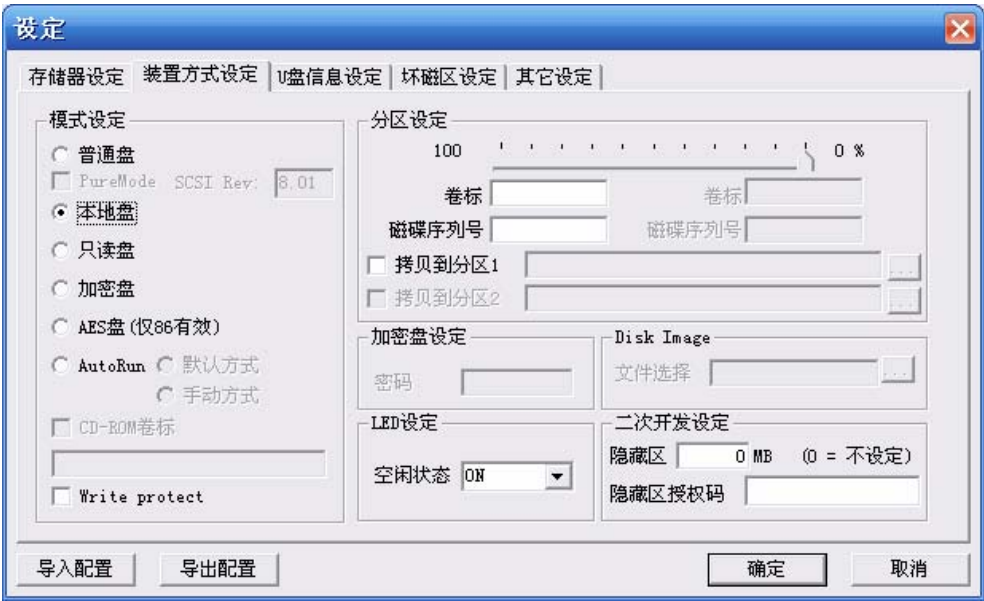 设定
存储器设定 装置方式设定 U盘信息设定 坏磁区设定 其它设定
模式设定
普通盘
PureMode SCSI Rev: 8.01
本地盘
只读盘
加密盘
AES盘(仅86有效)
AutoRun 默认方式
手动方式
CD-ROM卷标
Write protect
分区设定
100 0 %
卷标 卷标
磁碟序列号 磁碟序列号
拷贝到分区1 ...
拷贝到分区2 ...
加密盘设定
密码
Disk Image
文件选择 ...
LED设定
空闲状态 ON
二次开发设定
隐藏区 0 MB (0 = 不设定)
隐藏区授权码
导入配置 导出配置 确定 取消